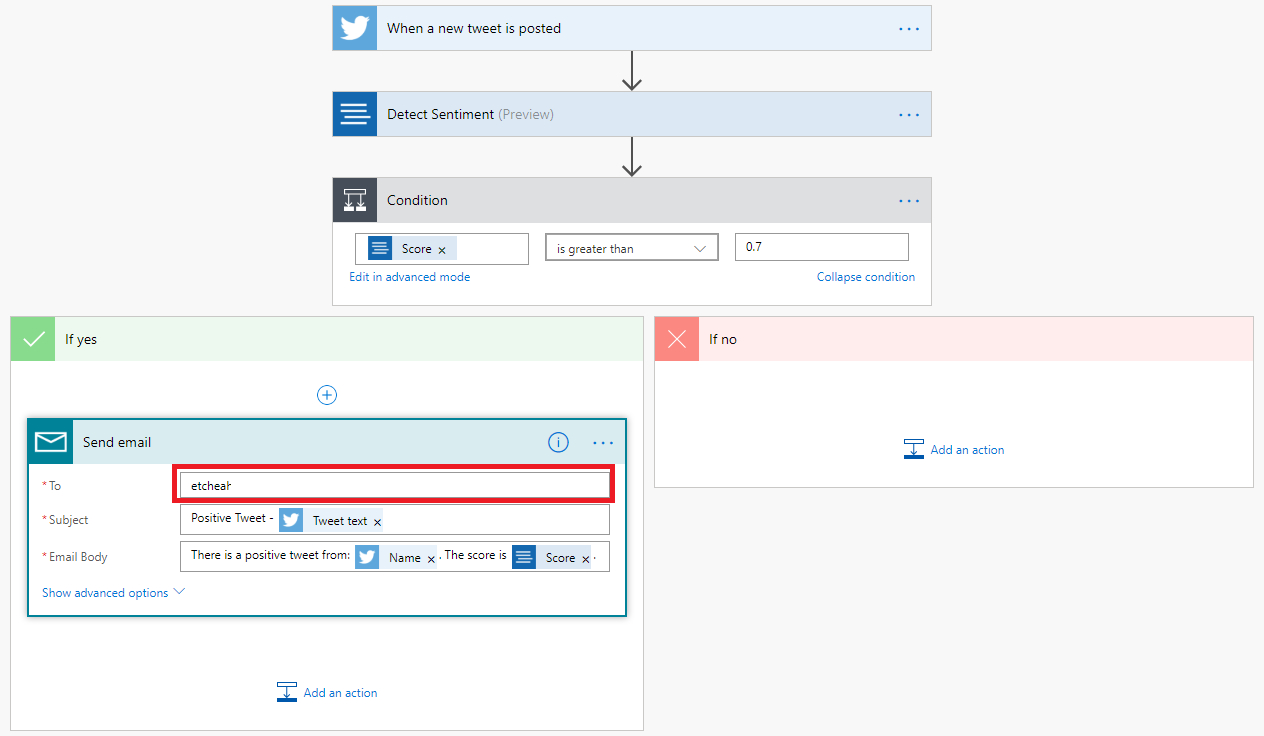 When a new tweet is posted
Detect Sentiment (Preview)
Condition
Score × is greater than 0.7
Edit in advanced mode Collapse condition
If yes
If no
Send email
* To
* Subject Positive Tweet - Tweet text ×
* Email Body There is a positive tweet from: Name × . The score is Score × .
Show advanced options
Add an action
Add an action